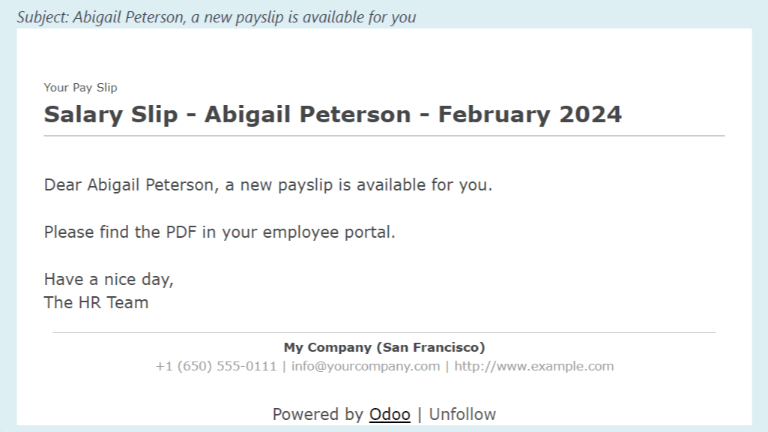 Subject: Abigail Peterson, a new payslip is available for you
Your Pay Slip
Salary Slip - Abigail Peterson - February 2024
Dear Abigail Peterson, a new payslip is available for you.
Please find the PDF in your employee portal.
Have a nice day,
The HR Team
My Company (San Francisco)
+1 (650) 555-0111 | info@yourcompany.com | http://www.example.com
Powered by Odoo | Unfollow